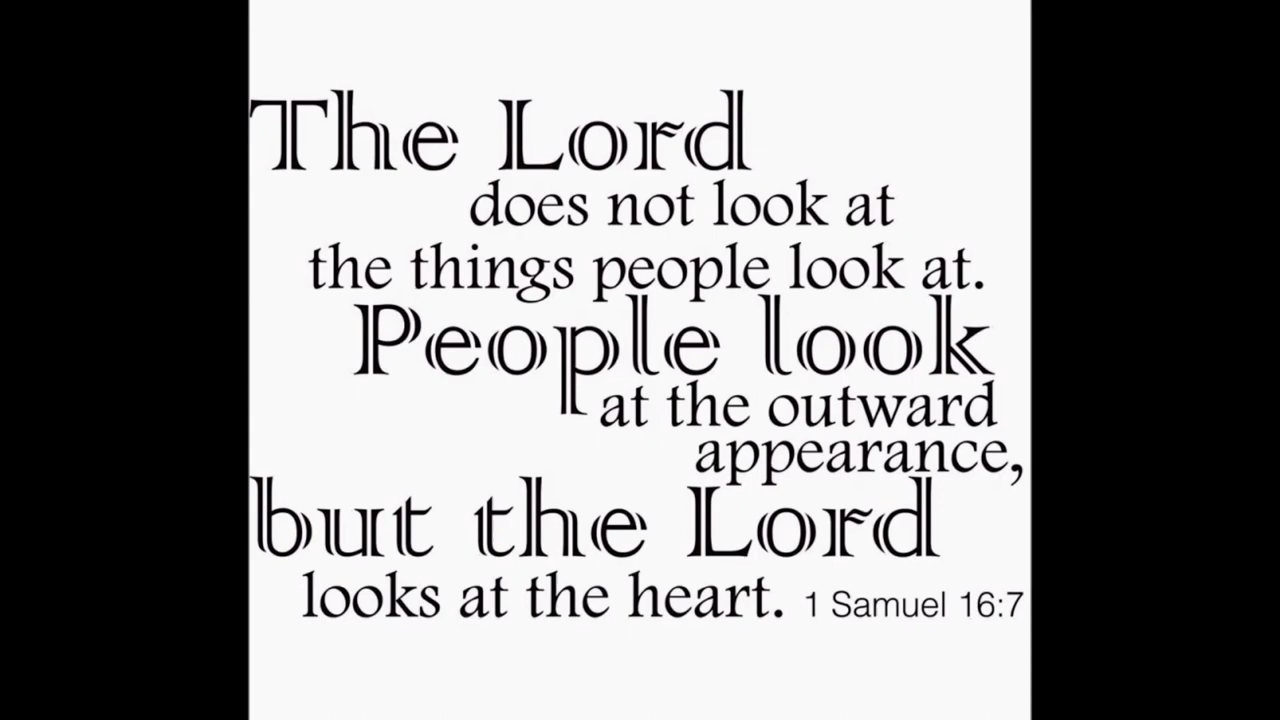 The Lord
does not look at
the things people look at.
People look
at the outward
appearance,
but the Lord
looks at the heart. 1 Samuel 16:7